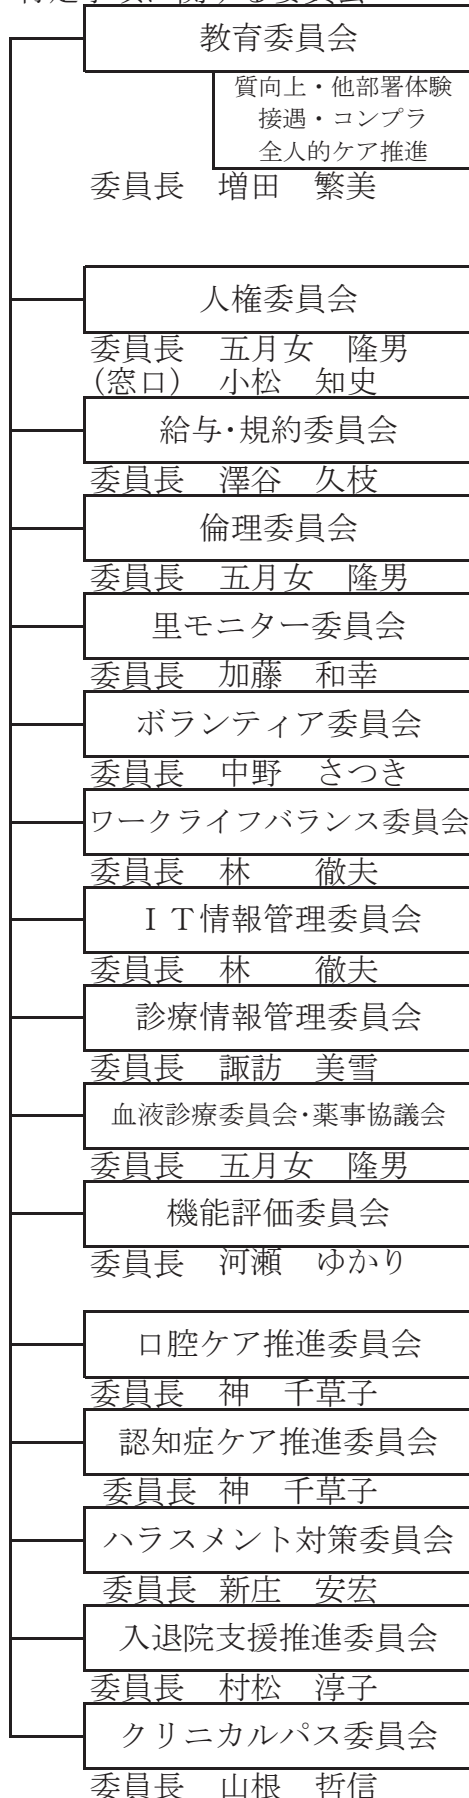 教育委員会
質向上・他部署体験
接遇・コンプラ
全人的ケア推進
委員長　増田　繁美
人権委員会
委員長　五月女　隆男
(窓口)　小松　知史
給与・規約委員会
委員長　澤谷　久枝
倫理委員会
委員長　五月女　隆男
里モニター委員会
委員長　加藤　和幸
ボランティア委員会
委員長　中野　さつき
ワークライフバランス委員会
委員長　林　　徹夫
ＩＴ情報管理委員会
委員長　林　　徹夫
診療情報管理委員会
委員長　諏訪　美雪
血液診療委員会・薬事協議会
委員長　五月女　隆男
機能評価委員会
委員長　河瀬　ゆかり
口腔ケア推進委員会
委員長　神　千草子
認知症ケア推進委員会
委員長　神　千草子
ハラスメント対策委員会
委員長　新庄　安宏
入退院支援推進委員会
委員長　村松　淳子
クリニカルパス委員会
委員長　山根　哲信